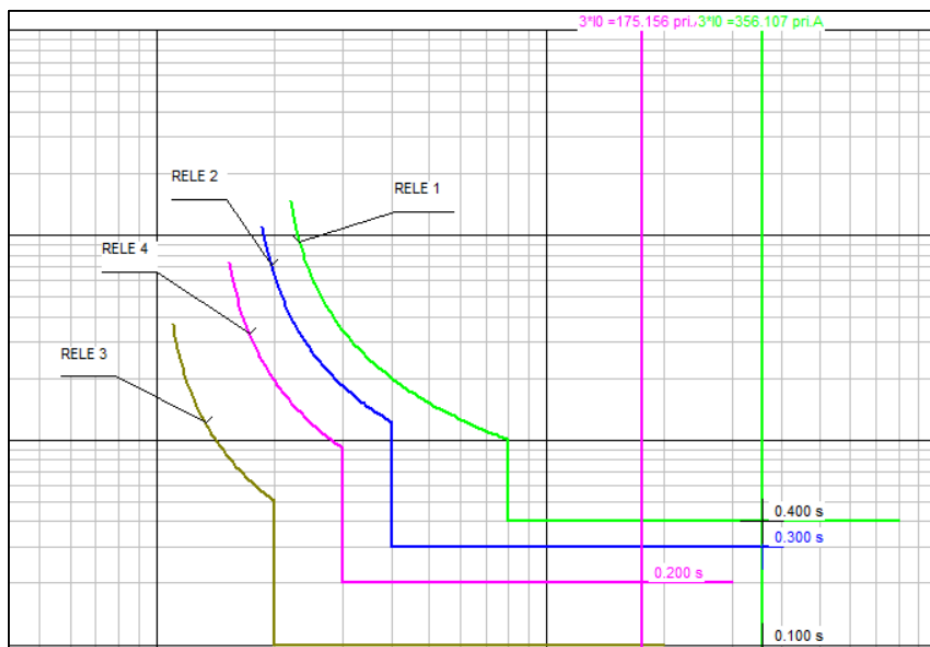 3*I0 =175.156 pri.
3*I0 =356.107 pri.A
RELE 2
RELE 1
RELE 4
RELE 3
0.400 s
0.300 s
0.200 s
0.100 s